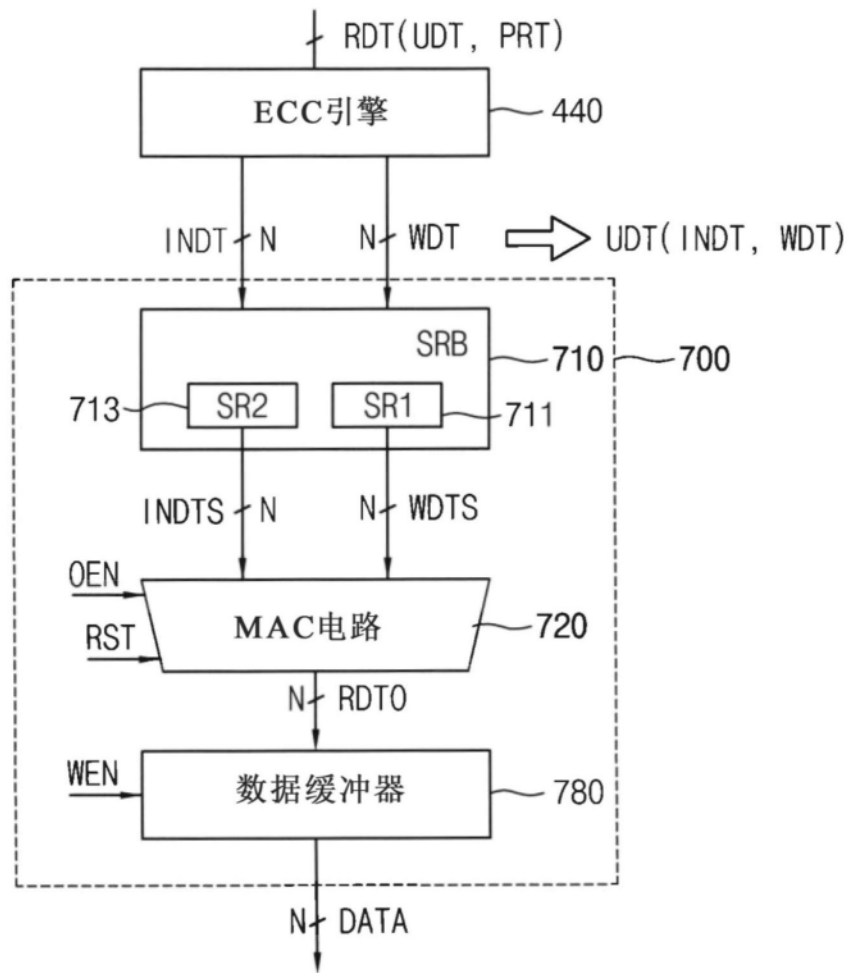 RDT(UDT, PRT)
ECC引擎
440
INDT N N WDT UDT(INDT, WDT)
SRB
710 700
713 SR2 SR1 711
INDTS N N WDTS
OEN
MAC电路 720
RST
N RDTO
WEN 数据缓冲器 780
N DATA